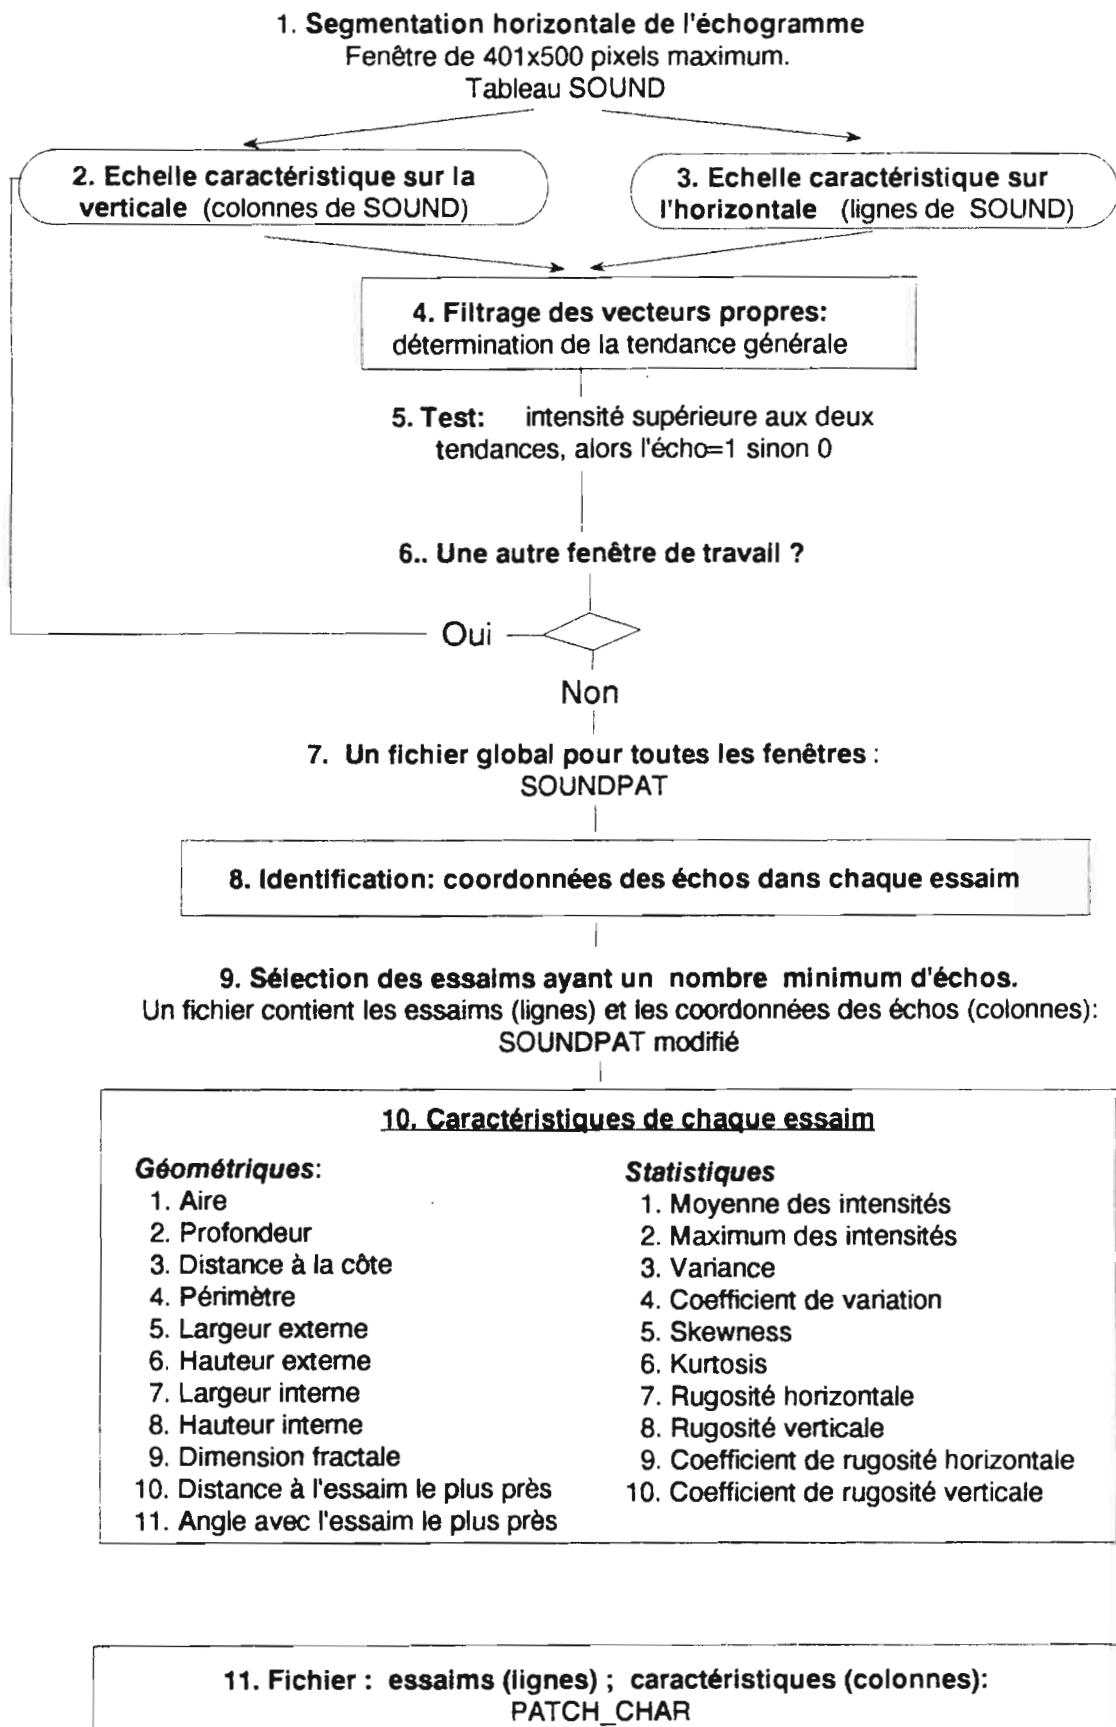 1. Segmentation horizontale de l'échogramme
Fenêtre de 401x500 pixels maximum.
Tableau SOUND
2. Echelle caractéristique sur la
verticale (colonnes de SOUND)
3. Echelle caractéristique sur
l'horizontale (lignes de SOUND)
4. Filtrage des vecteurs propres:
détermination de la tendance générale
5. Test: intensité supérieure aux deux
tendances, alors l'écho=1 sinon 0
6.. Une autre fenêtre de travail ?
Oui
Non
7. Un fichier global pour toutes les fenêtres :
SOUNDPAT
8. Identification: coordonnées des échos dans chaque essaim
9. Sélection des essaims ayant un nombre minimum d'échos.
Un fichier contient les essaims (lignes) et les coordonnées des échos (colonnes):
SOUNDPAT modifié
10. Caractéristiques de chaque essaim
Géométriques:
1. Aire
2. Profondeur
3. Distance à la côte
4. Périmètre
5. Largeur externe
6. Hauteur externe
7. Largeur interne
8. Hauteur interne
9. Dimension fractale
10. Distance à l'essaim le plus près
11. Angle avec l'essaim le plus près
Statistiques
1. Moyenne des intensités
2. Maximum des intensités
3. Variance
4. Coefficient de variation
5. Skewness
6. Kurtosis
7. Rugosité horizontale
8. Rugosité verticale
9. Coefficient de rugosité horizontale
10. Coefficient de rugosité verticale
11. Fichier : essaims (lignes) ; caractéristiques (colonnes):
PATCH_CHAR